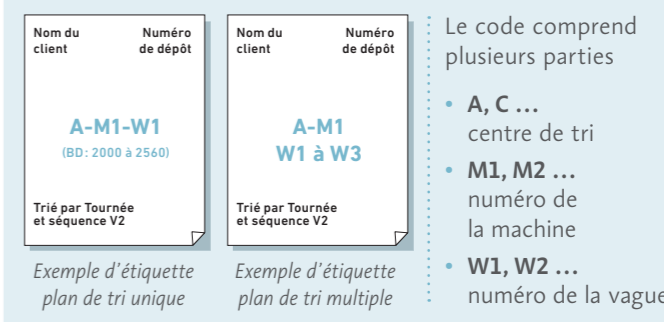 Nom du
client
Numéro
de dépôt
A-M1-W1
(BD: 2000 à 2560)
Trié par Tournée
et séquence V2
Exemple d'étiquette
plan de tri unique
Nom du
client
Numéro
de dépôt
A-M1
W1 à W3
Trié par Tournée
et séquence V2
Exemple d'étiquette
plan de tri multiple
Le code comprend
plusieurs parties
• A, C ...
centre de tri
• M1, M2 ...
numéro de
la machine
• W1, W2 ...
numéro de la vague